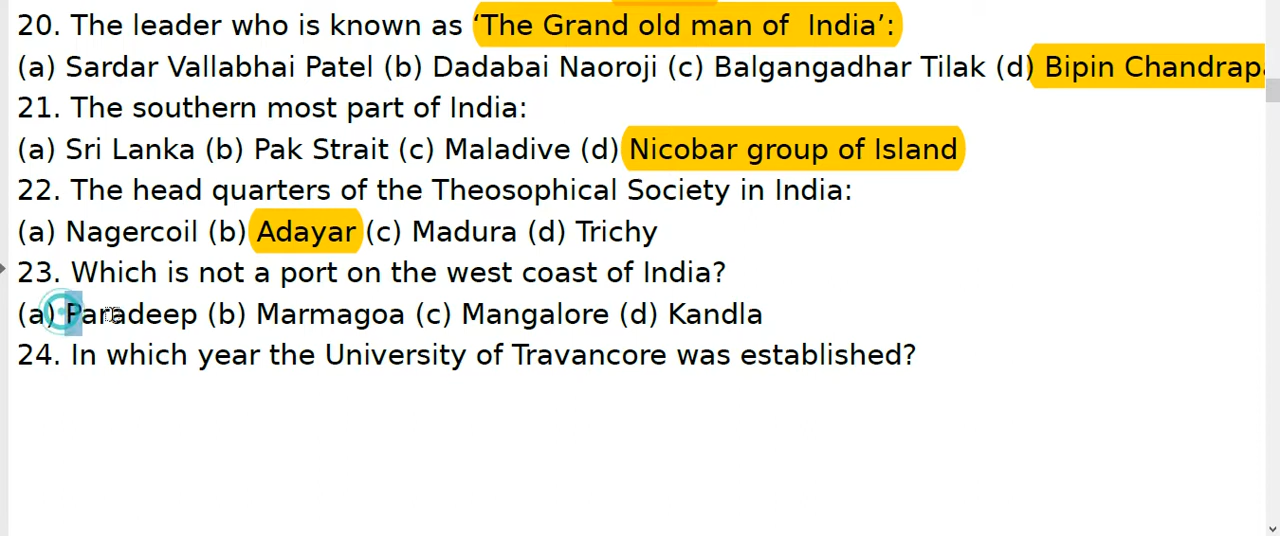 20. The leader who is known as ‘The Grand old man of India’:
(a) Sardar Vallabhai Patel (b) Dadabai Naoroji (c) Balgangadhar Tilak (d) Bipin Chandrapa
21. The southern most part of India:
(a) Sri Lanka (b) Pak Strait (c) Maladive (d) Nicobar group of Island
22. The head quarters of the Theosophical Society in India:
(a) Nagercoil (b) Adayar (c) Madura (d) Trichy
23. Which is not a port on the west coast of India?
(a) Paradeep (b) Marmagoa (c) Mangalore (d) Kandla
24. In which year the University of Travancore was established?